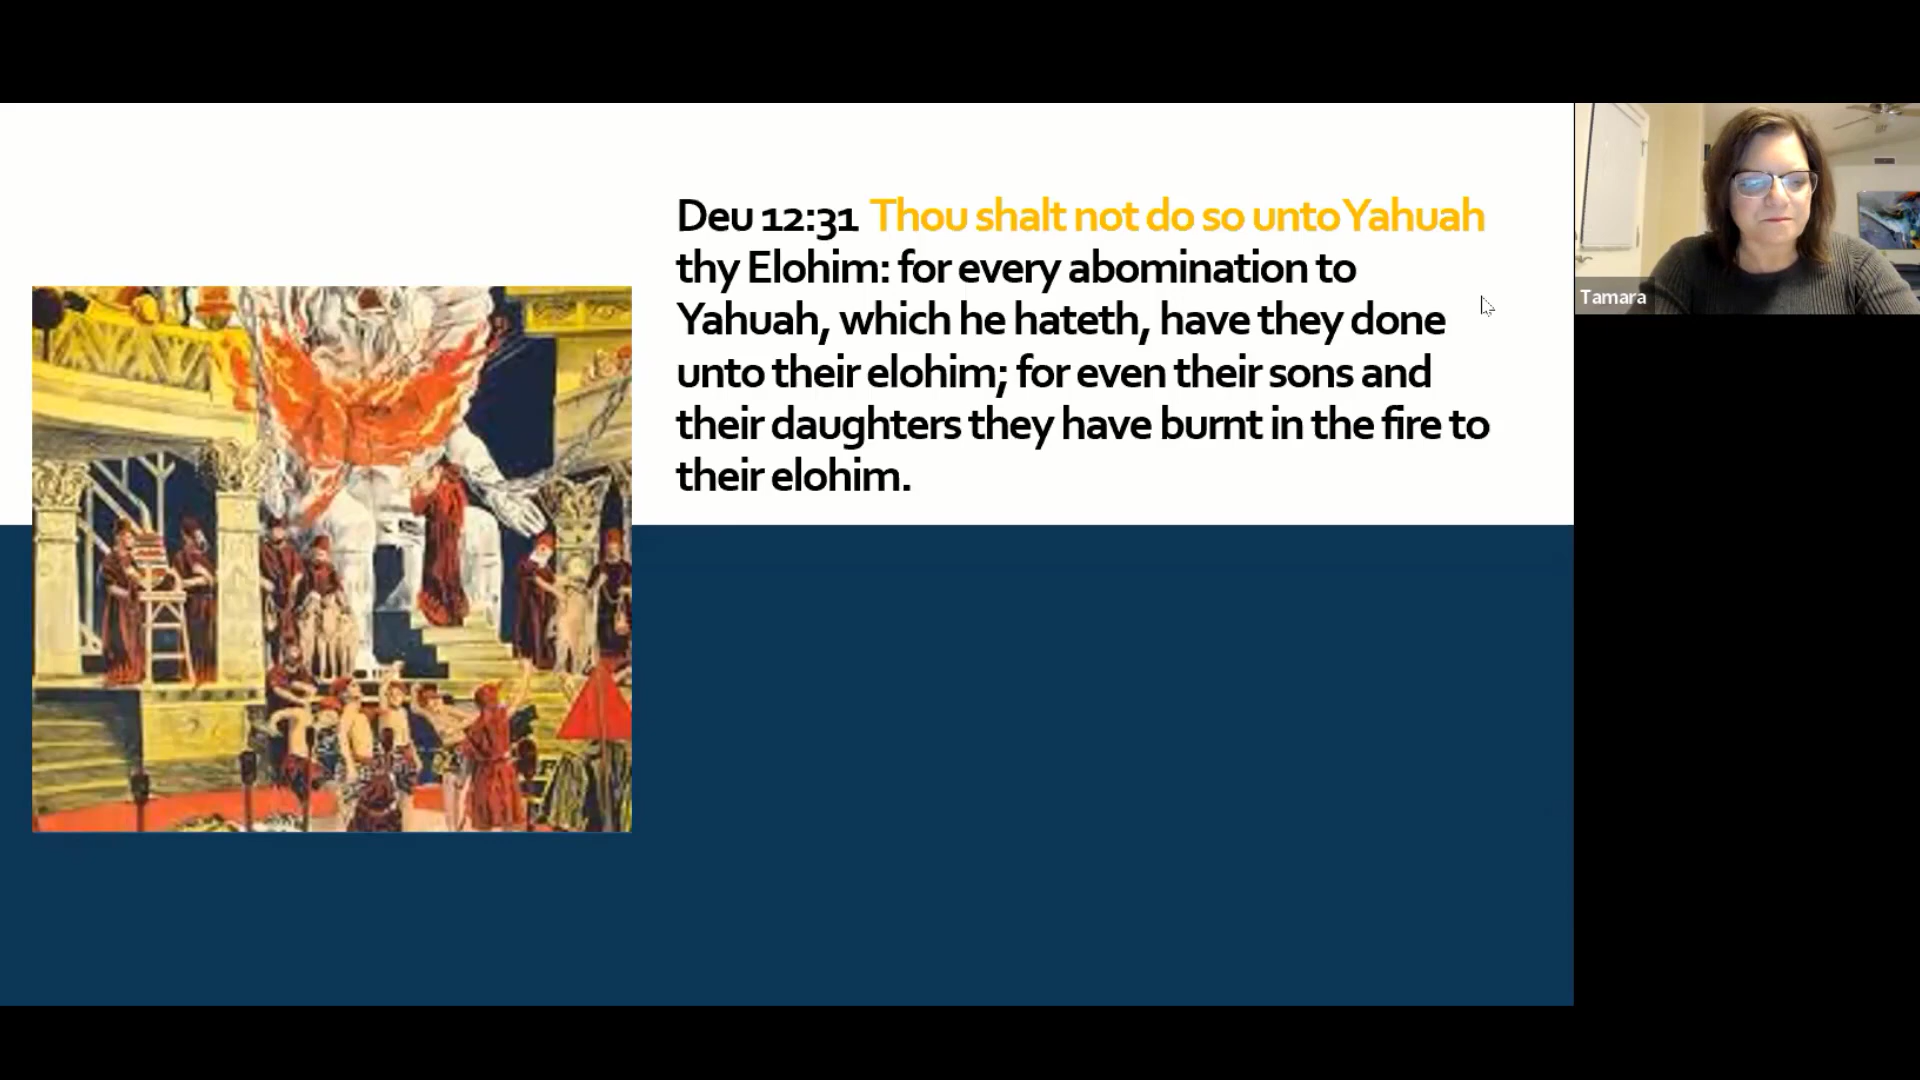 Deu 12:31 Thou shalt not do so unto Yahuah
thy Elohim: for every abomination to
Yahuah, which he hateth, have they done
unto their elohim; for even their sons and
their daughters they have burnt in the fire to
their elohim.
Tamara